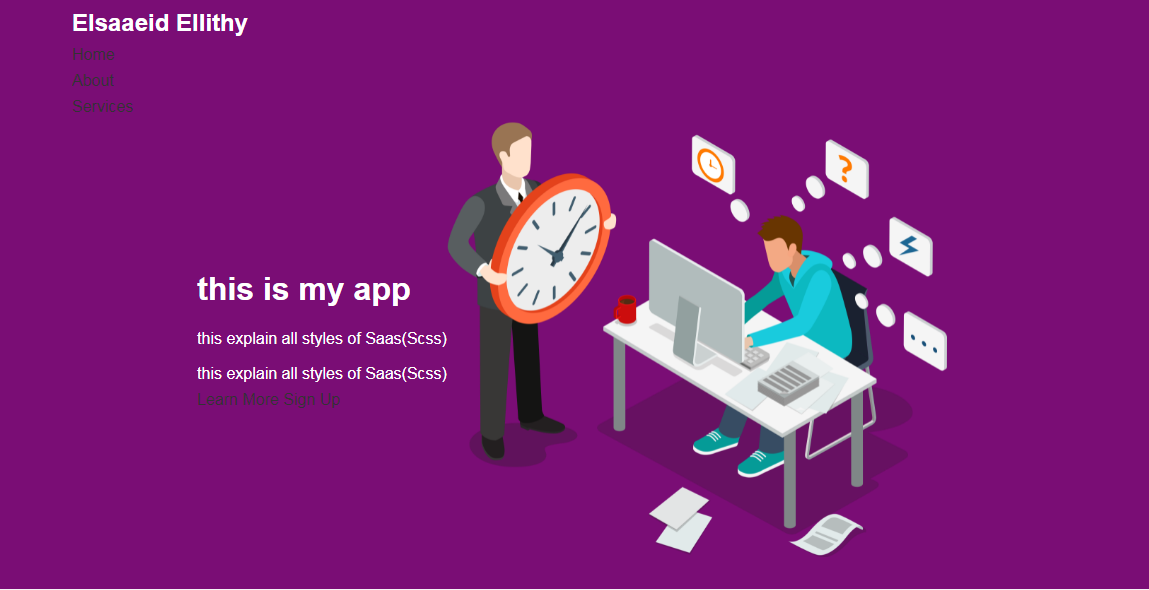 Elsaaeid Ellithy
Home
About
Services
this is my app
this explain all styles of Saas(Scss)
this explain all styles of Saas(Scss)
Learn More Sign Up
?